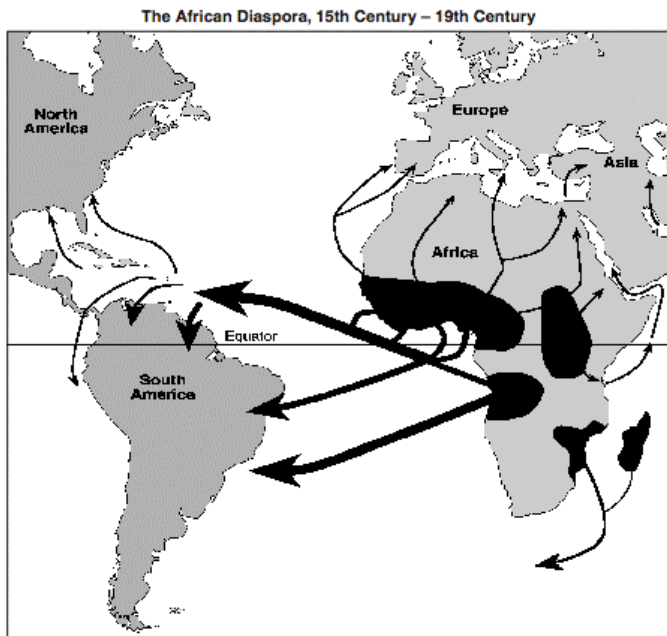 The African Diaspora, 15th Century – 19th Century
North
America
Europe
Asia
Africa
Equator
South
America